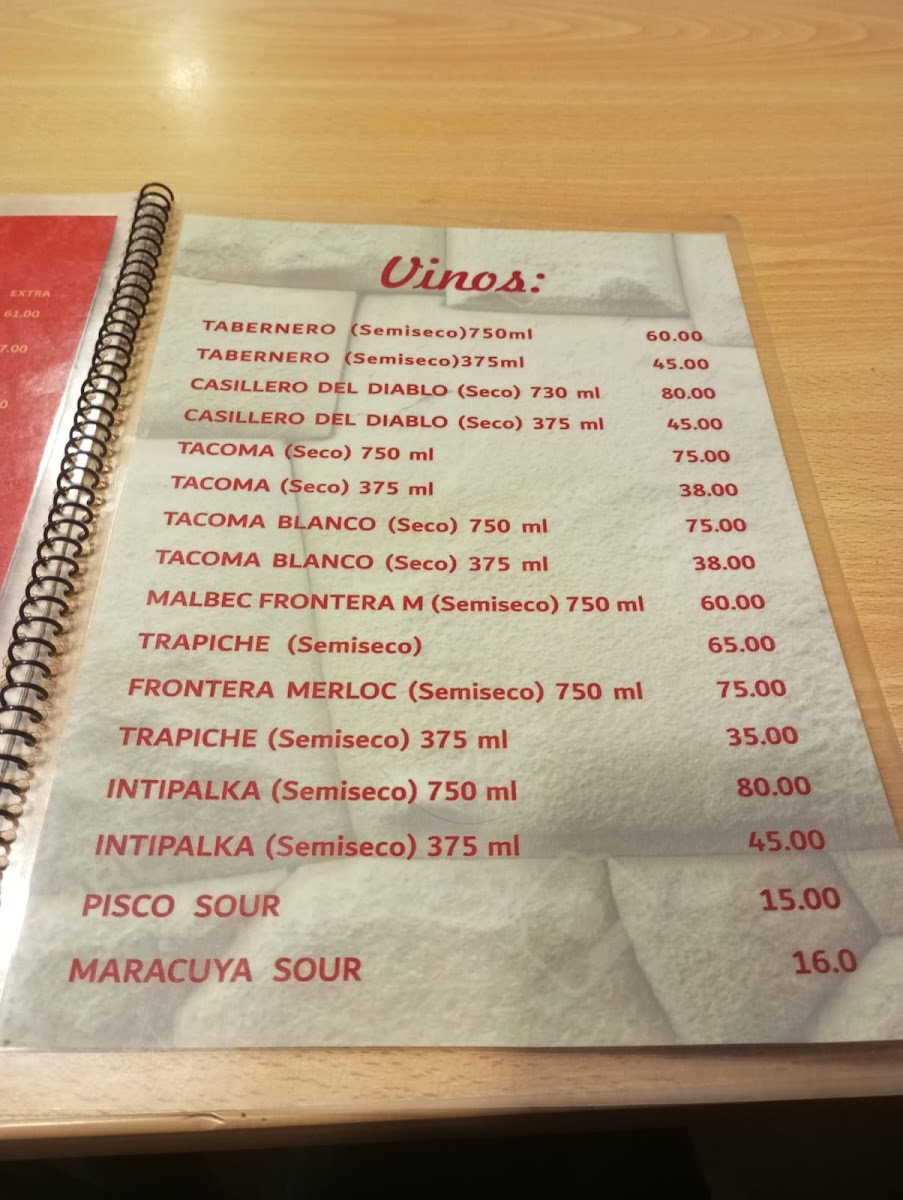 EXTRA
61.00
7.00
0
Vinos:
TABERNERO (Semiseco)750ml 60.00
TABERNERO (Semiseco)375ml 45.00
CASILLERO DEL DIABLO (Seco) 730 ml 80.00
CASILLERO DEL DIABLO (Seco) 375 ml 45.00
TACOMA (Seco) 750 ml 75.00
TACOMA (Seco) 375 ml 38.00
TACOMA BLANCO (Seco) 750 ml 75.00
TACOMA BLANCO (Seco) 375 ml 38.00
MALBEC FRONTERA M (Semiseco) 750 ml 60.00
TRAPICHE (Semiseco) 65.00
FRONTERA MERLOC (Semiseco) 750 ml 75.00
TRAPICHE (Semiseco) 375 ml 35.00
INTIPALKA (Semiseco) 750 ml 80.00
INTIPALKA (Semiseco) 375 ml 45.00
PISCO SOUR 15.00
MARACUYA SOUR 16.0